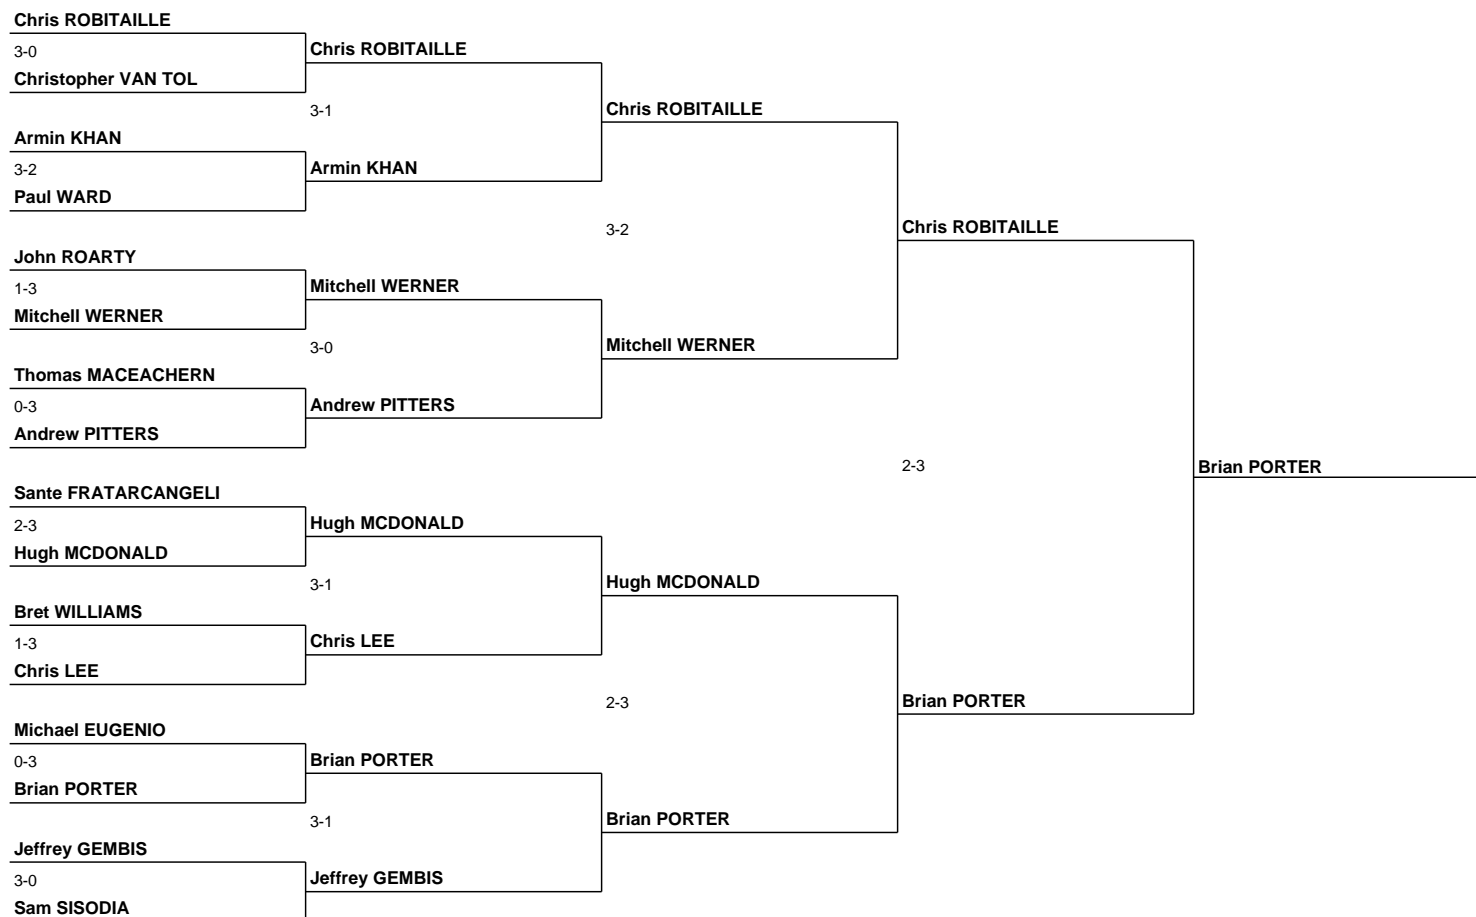 Chris ROBITAILLE
3-0
Christopher VAN TOL
Armin KHAN
3-2
Paul WARD
John ROARTY
1-3
Mitchell WERNER
Thomas MACEACHERN
0-3
Andrew PITTERS
Sante FRATARCANGELI
2-3
Hugh MCDONALD
Bret WILLIAMS
1-3
Chris LEE
Michael EUGENIO
0-3
Brian PORTER
Jeffrey GEMBIS
3-0
Sam SISODIA
Chris ROBITAILLE
3-1
Armin KHAN
Mitchell WERNER
3-0
Andrew PITTERS
Hugh MCDONALD
3-1
Chris LEE
Brian PORTER
3-1
Jeffrey GEMBIS
Chris ROBITAILLE
3-2
Mitchell WERNER
Hugh MCDONALD
2-3
Brian PORTER
Chris ROBITAILLE
2-3
Brian PORTER
Brian PORTER